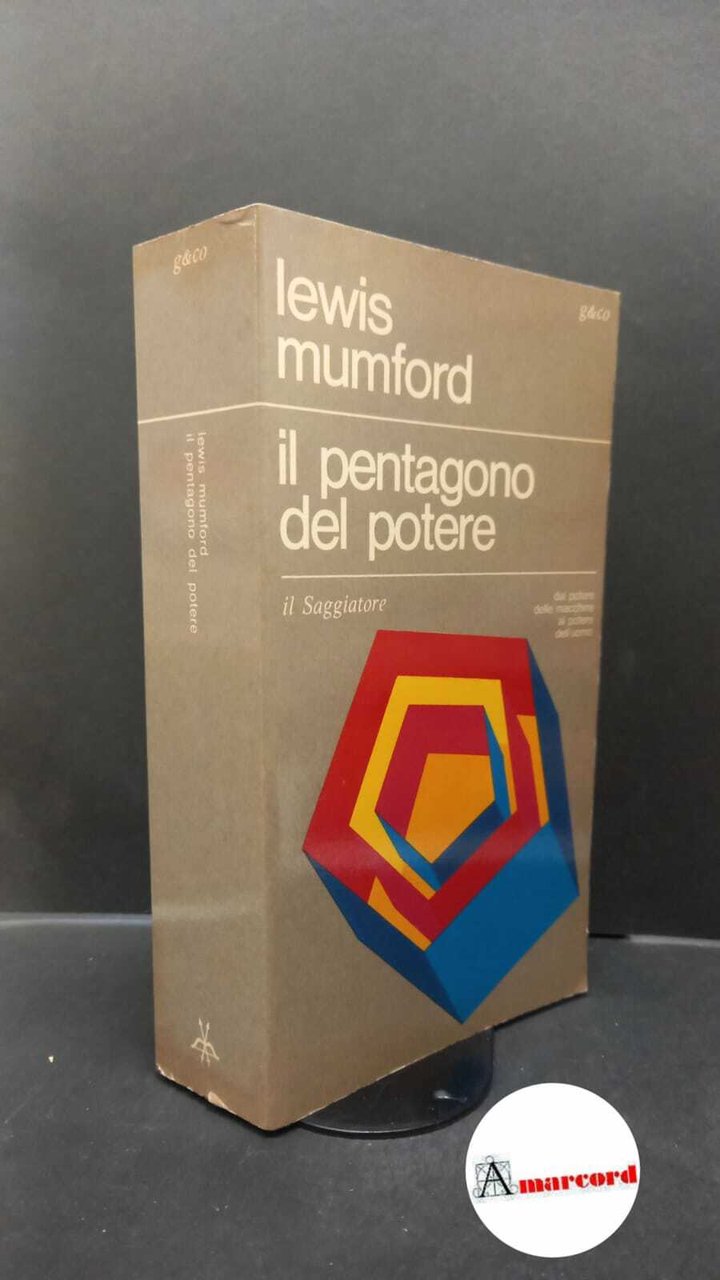 g&co
lewis mumford
il pentagono del potere
lewis
mumford
g&co
il pentagono
del potere
il Saggiatore
dal potere
delle macchine
al potere
dell'uomo
Amarcord